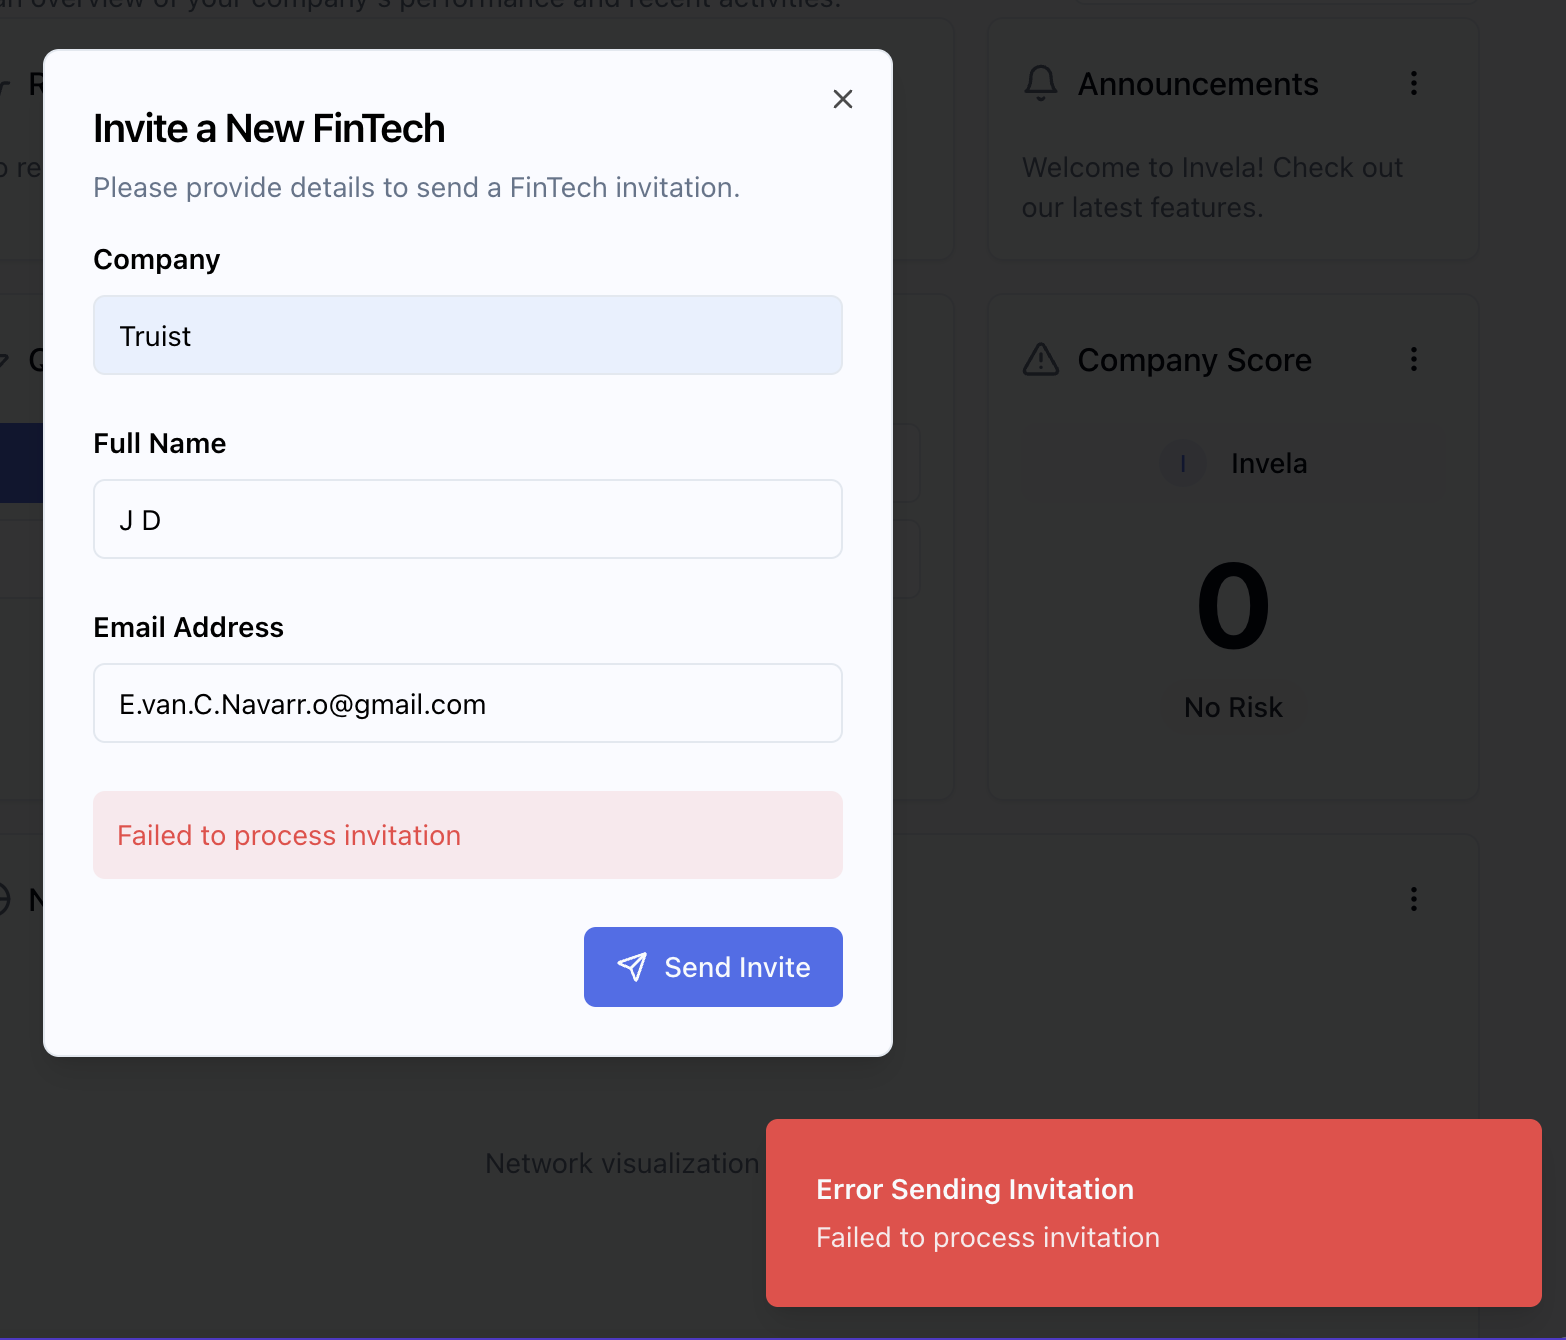 an overview of your company's performance and recent activities.
Invite a New FinTech
Please provide details to send a FinTech invitation.
Company
Truist
Full Name
J D
Email Address
E.van.C.Navarr.o@gmail.com
Failed to process invitation
Send Invite
Announcements
Welcome to Invela! Check out
our latest features.
Company Score
I Invela
0
No Risk
Network visualization
Error Sending Invitation
Failed to process invitation